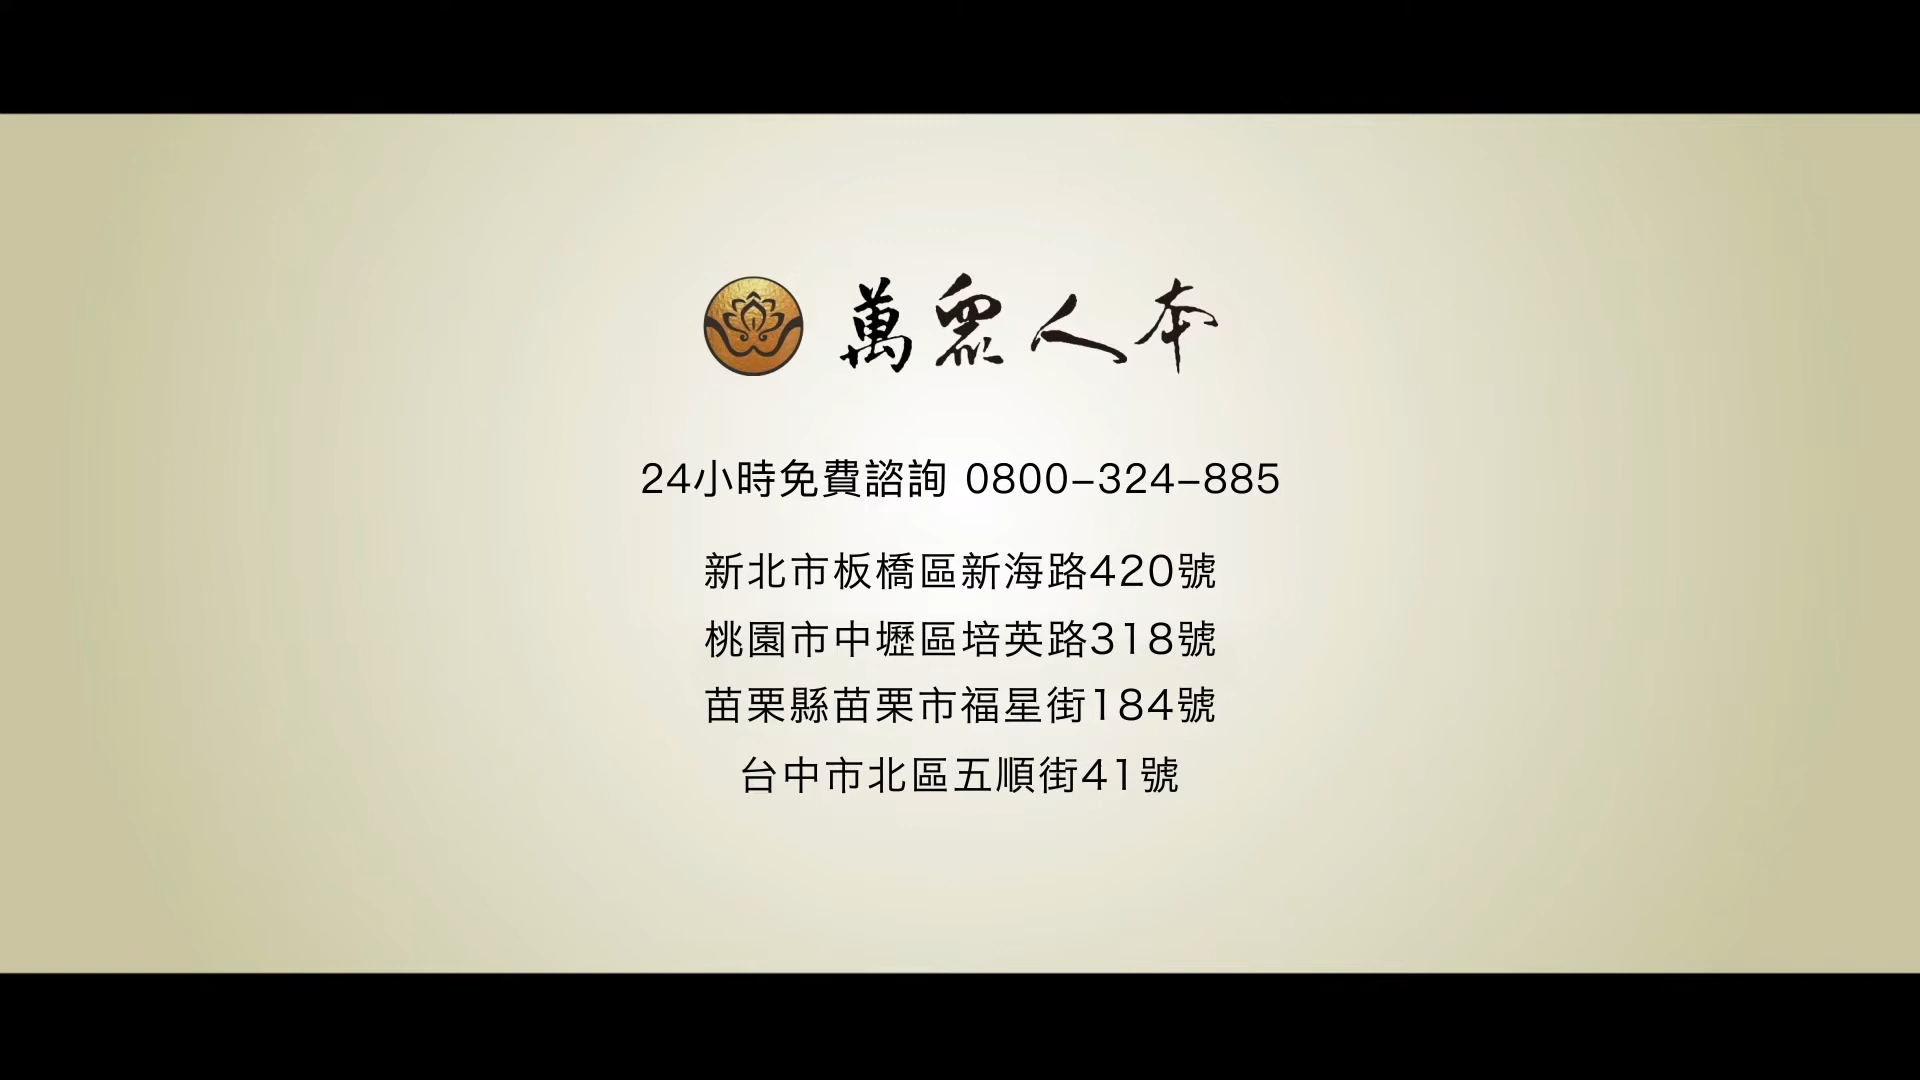 萬眾人本
24小時免費諮詢 0800-324-885
新北市板橋區新海路420號
桃園市中壢區培英路318號
苗栗縣苗栗市福星街184號
台中市北區五順街41號